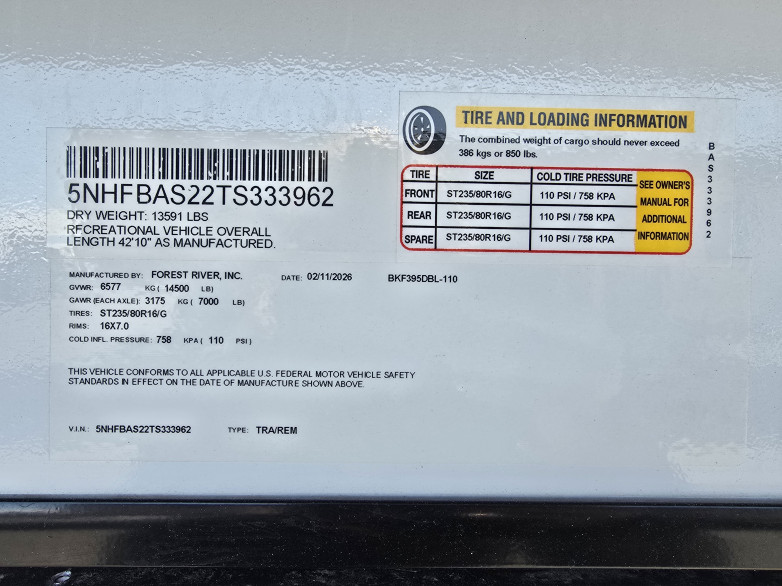 TIRE AND LOADING INFORMATION
The combined weight of cargo should never exceed
386 kgs or 850 lbs.
TIRE SIZE COLD TIRE PRESSURE SEE OWNER'S MANUAL FOR ADDITIONAL INFORMATION
FRONT ST235/80R16/G 110 PSI / 758 KPA
REAR ST235/80R16/G 110 PSI / 758 KPA
SPARE ST235/80R16/G 110 PSI / 758 KPA
BAS333962
5NHFBAS22TS333962
DRY WEIGHT: 13591 LBS
RFCREATIONAL VEHICLE OVERALL
LENGTH 42'10" AS MANUFACTURED.
MANUFACTURED BY: FOREST RIVER, INC. DATE: 02/11/2026 BKF395DBL-110
GVWR: 6577 KG ( 14500 LB)
GAWR (EACH AXLE): 3175 KG ( 7000 LB)
TIRES: ST235/80R16/G
RIMS: 16X7.0
COLD INFL. PRESSURE: 758 KPA ( 110 PSI )
THIS VEHICLE CONFORMS TO ALL APPLICABLE U.S. FEDERAL MOTOR VEHICLE SAFETY
STANDARDS IN EFFECT ON THE DATE OF MANUFACTURE SHOWN ABOVE.
V.I.N.: 5NHFBAS22TS333962 TYPE: TRA/REM